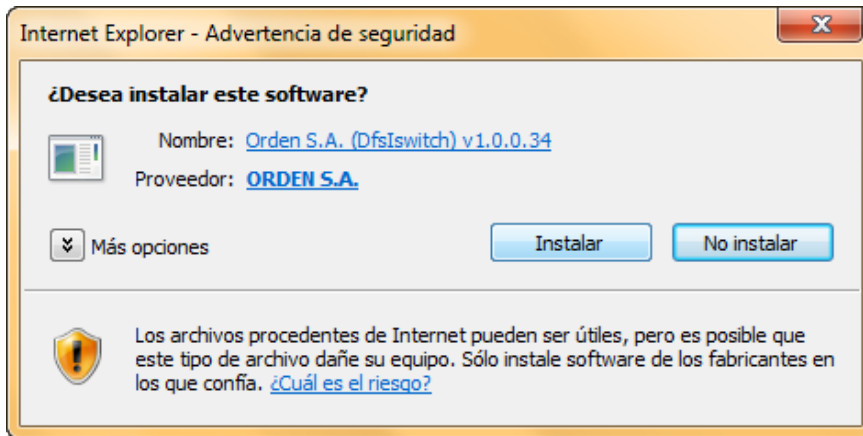 Internet Explorer - Advertencia de seguridad
¿Desea instalar este software?
Nombre: Orden S.A. (DfsIswitch) v1.0.0.34
Proveedor: ORDEN S.A.
Más opciones
Instalar
No instalar
Los archivos procedentes de Internet pueden ser útiles, pero es posible que
este tipo de archivo dañe su equipo. Sólo instale software de los fabricantes en
los que confía. ¿Cuál es el riesgo?